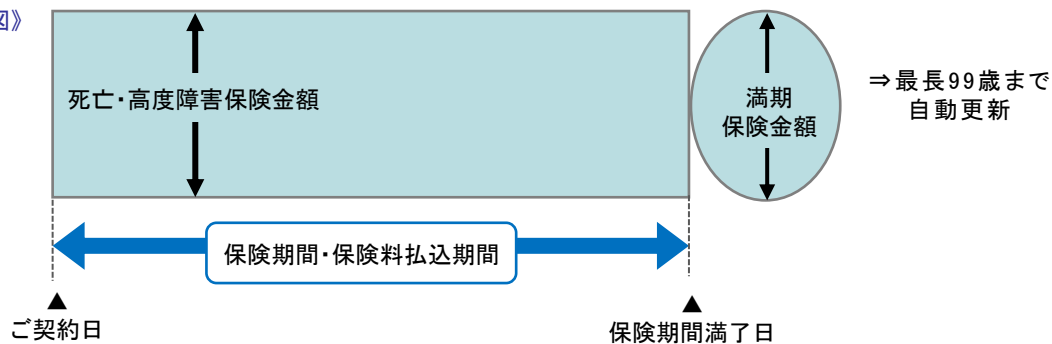 図》
死亡・高度障害保険金額
満期
保険金額
⇒最長99歳まで
自動更新
保険期間・保険料払込期間
▲
ご契約日
▲
保険期間満了日